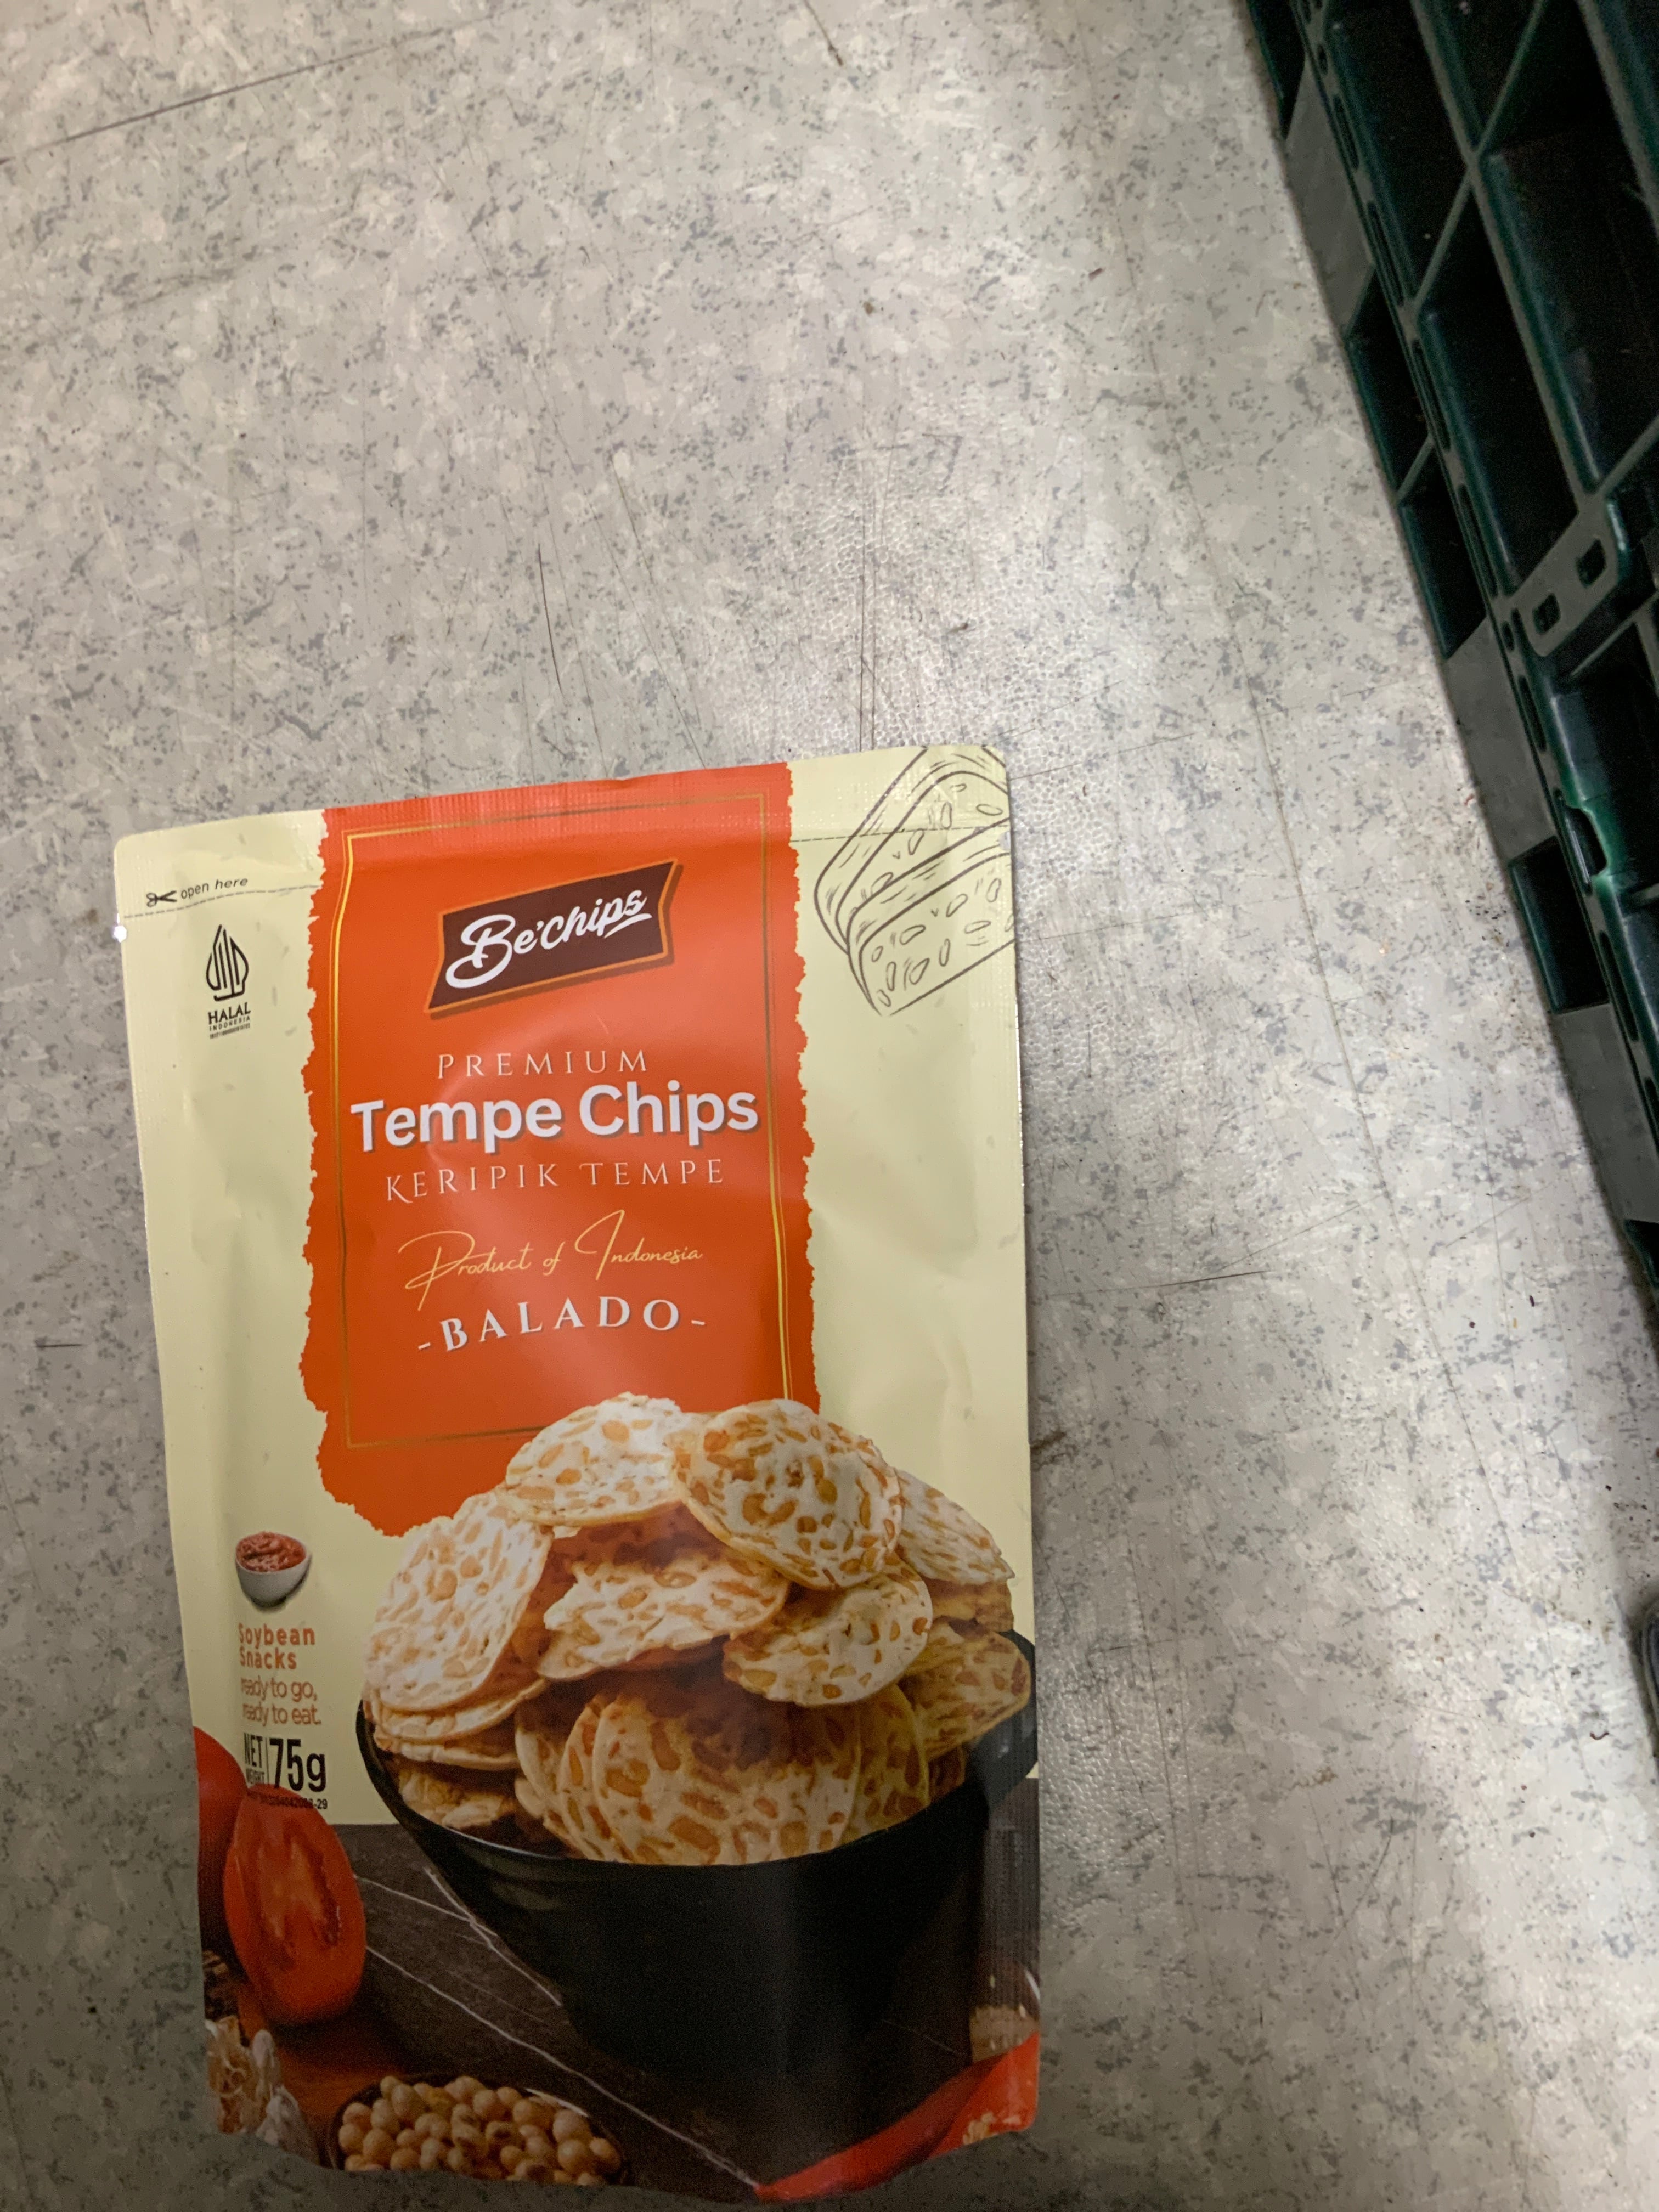 open here
HALAL
INDONESIA
Be'chips
PREMIUM
Tempe Chips
KERIPIK TEMPE
Product of Indonesia
-BALADO-
Soybean
Snacks
ready to go,
ready to eat.
NET
WEIGHT
75g